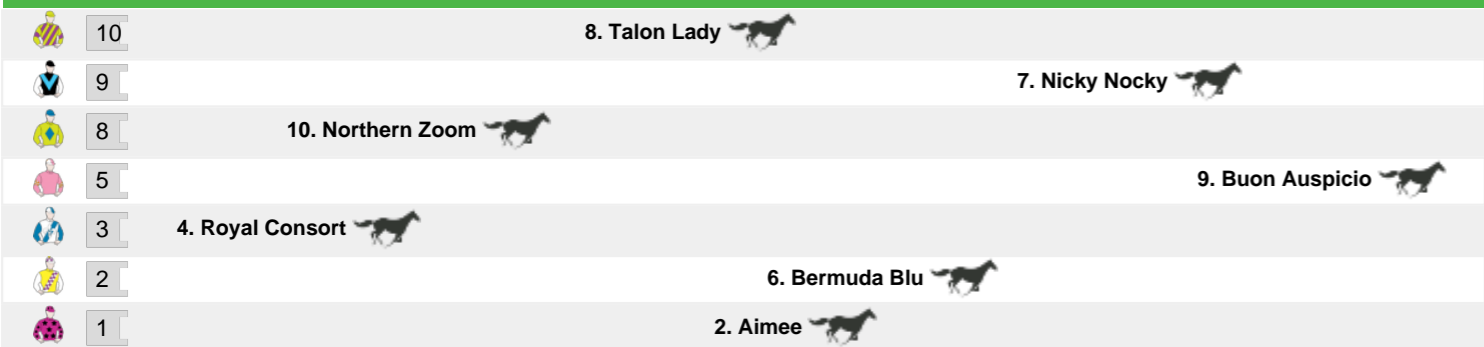 10 8. Talon Lady
9 7. Nicky Nocky
8 10. Northern Zoom
5 9. Buon Auspicio
3 4. Royal Consort
2 6. Bermuda Blu
1 2. Aimee